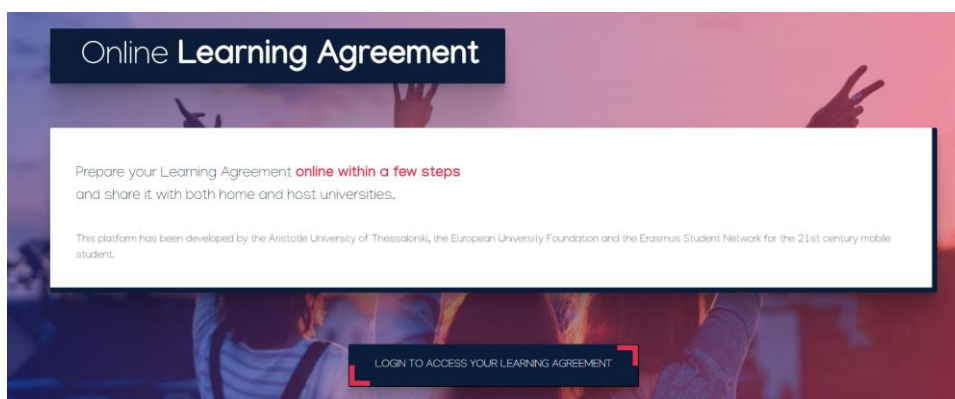 Online Learning Agreement
Prepare your Learning Agreement online within a few steps
and share it with both home and host universities.
This platform has been developed by the Aristotle University of Thessaloniki, the European University Foundation and the Erasmus Student Network for the 21st century mobile
student.
LOGIN TO ACCESS YOUR LEARNING AGREEMENT